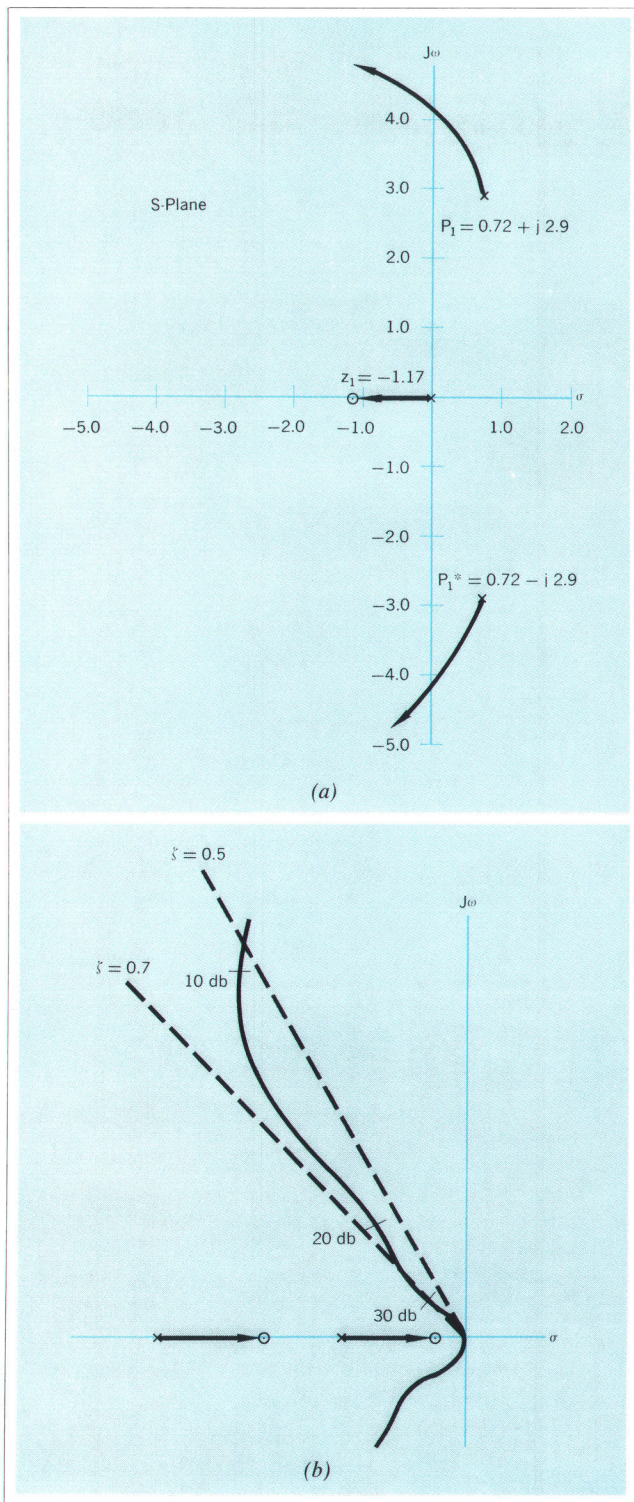 Jω
4.0
3.0
S-Plane
P₁ = 0.72 + j 2.9
2.0
1.0
z₁ = −1.17
σ
−5.0 −4.0 −3.0 −2.0 −1.0 1.0 2.0
−1.0
−2.0
P₁* = 0.72 − j 2.9
−3.0
−4.0
−5.0
(a)
ζ = 0.5
Jω
ζ = 0.7
10 db
20 db
30 db
σ
(b)